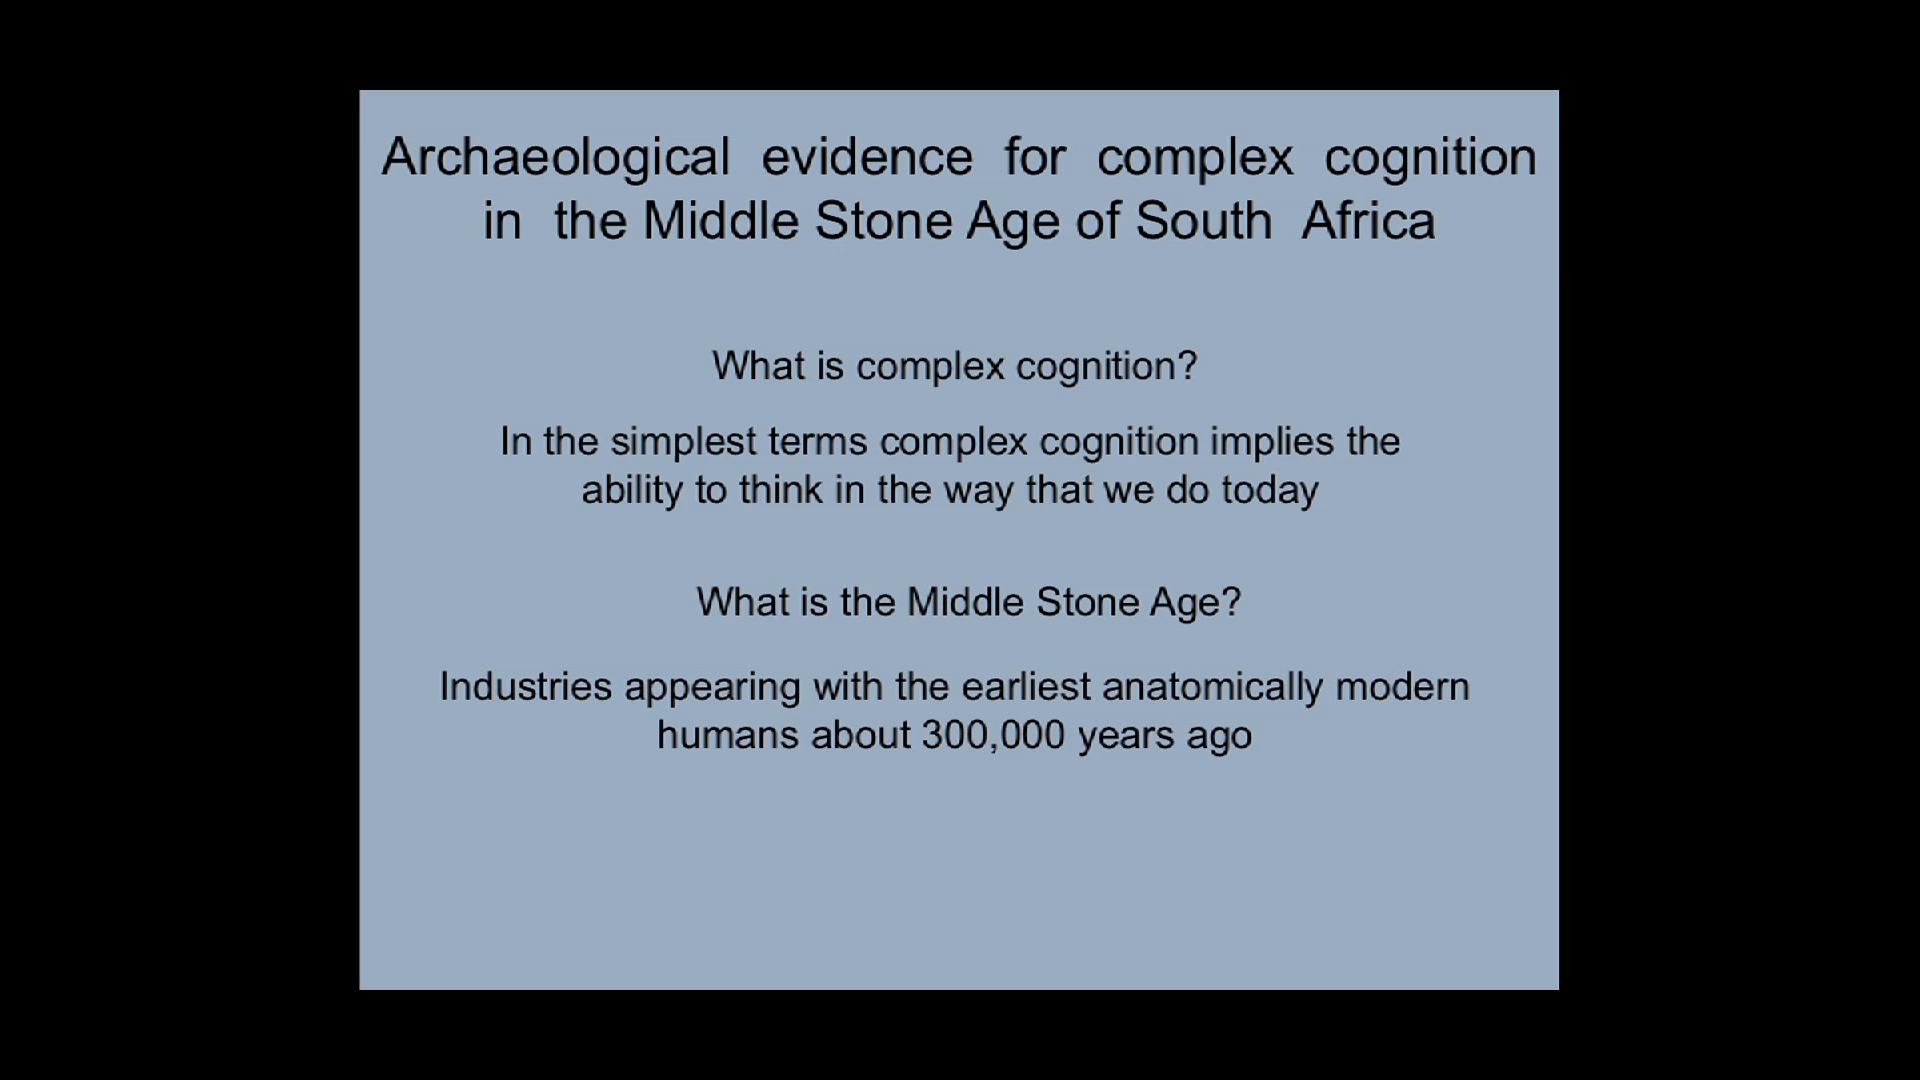 Archaeological evidence for complex cognition
in the Middle Stone Age of South Africa
What is complex cognition?
In the simplest terms complex cognition implies the
ability to think in the way that we do today
What is the Middle Stone Age?
Industries appearing with the earliest anatomically modern
humans about 300,000 years ago